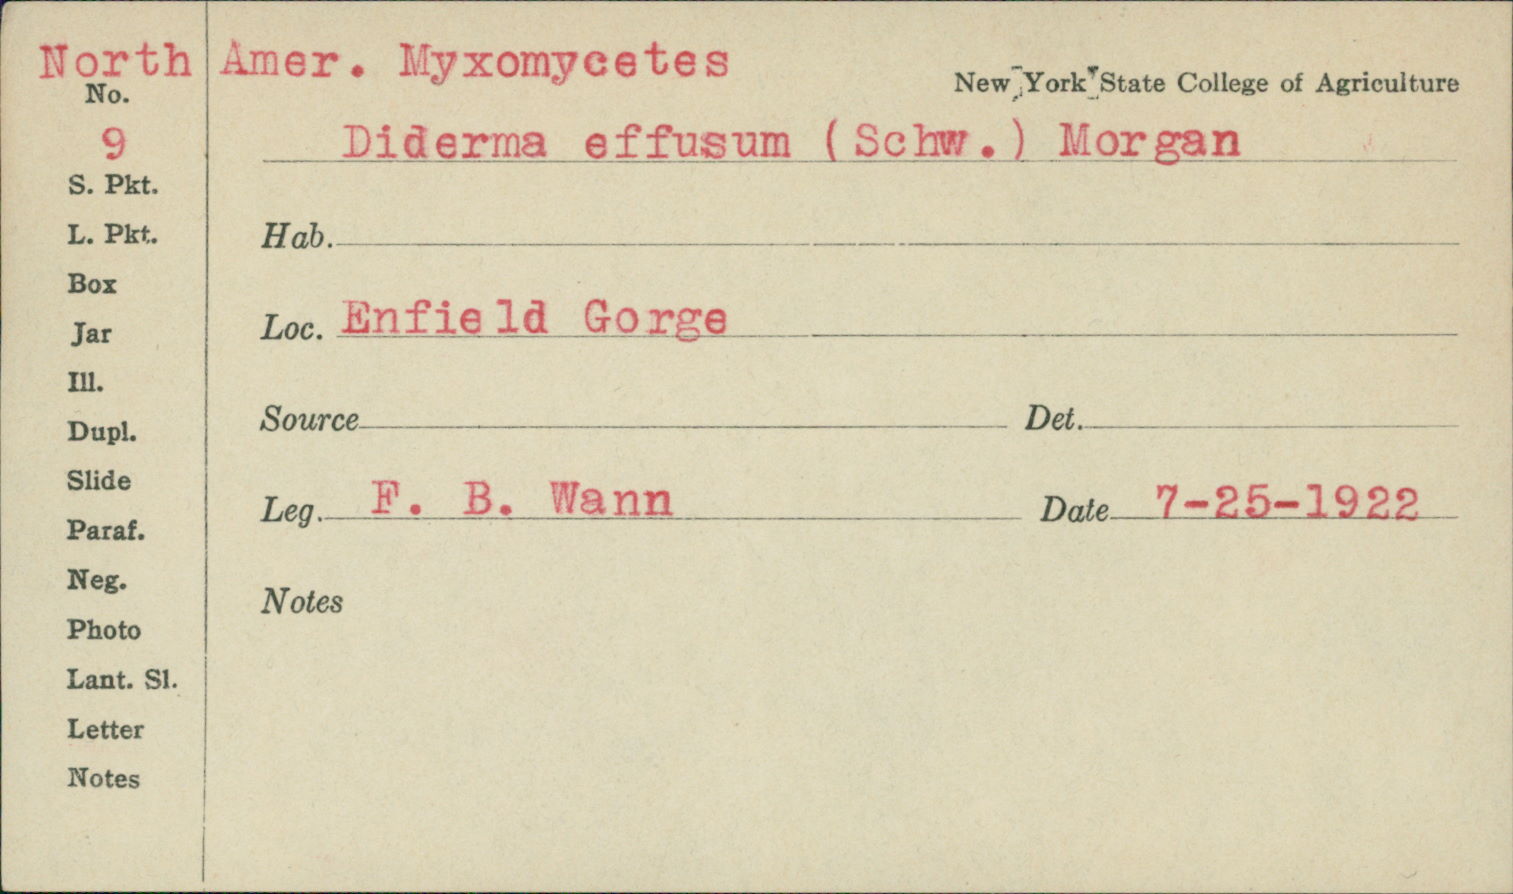 North Amer. Myxomycetes
New York State College of Agriculture
No.
9
Diderma effusum (Schw.) Morgan
S. Pkt.
L. Pkt.
Hab.
Box
Jar
Loc. Enfield Gorge
Ill.
Dupl.
Source Det.
Slide
Leg. F. B. Wann Date 7-25-1922
Paraf.
Neg.
Notes
Photo
Lant. Sl.
Letter
Notes